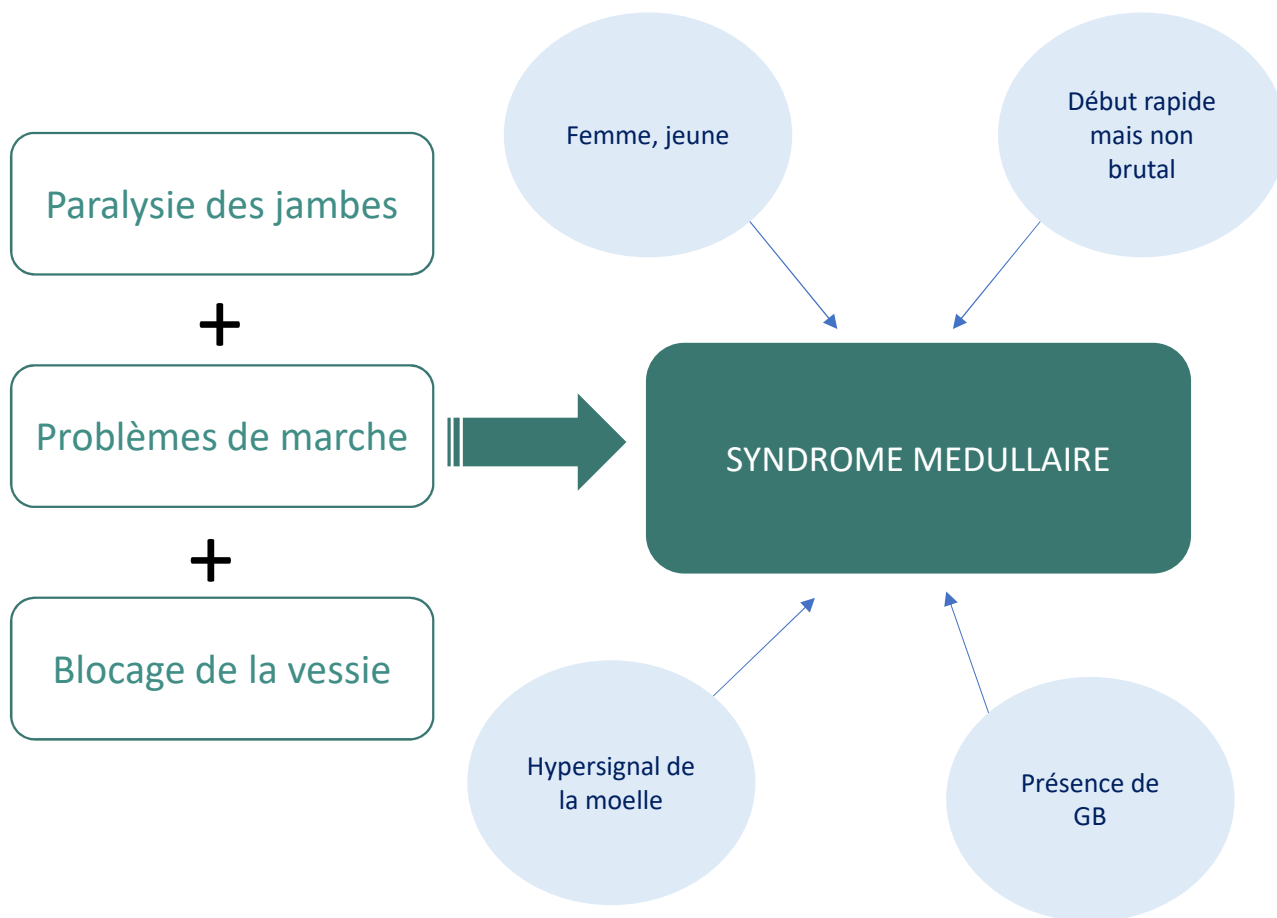 Femme, jeune
Début rapide
mais non
brutal
Paralysie des jambes
+
Problèmes de marche
+
Blocage de la vessie
SYNDROME MEDULLAIRE
Hypersignal de
la moelle
Présence de
GB